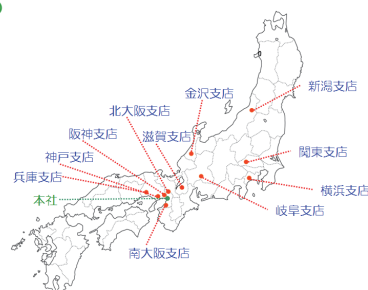 新潟支店
金沢支店
北大阪支店
阪神支店
滋賀支店
関東支店
神戸支店
兵庫支店
横浜支店
本社
岐阜支店
南大阪支店